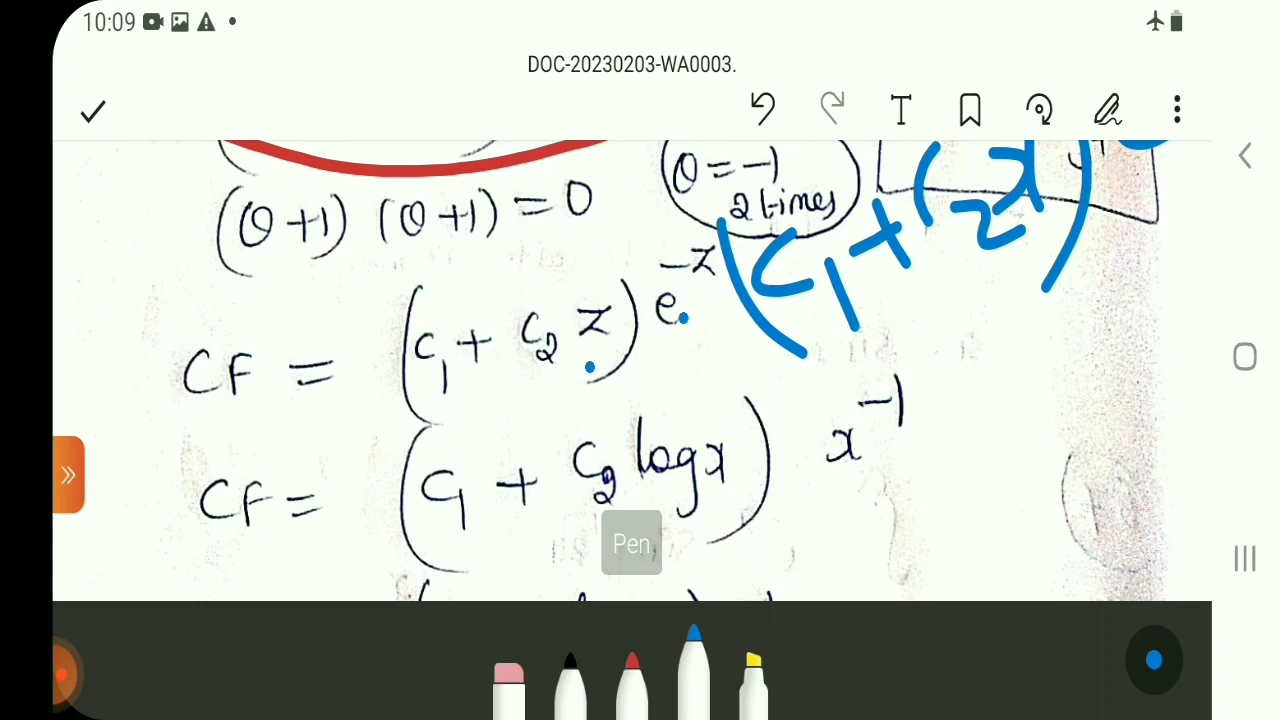 10:09
DOC-20230203-WA0003.
(θ+1) (θ+1) = 0
θ = -1
2 times
(C1 + C2x)
CF = (C1 + C2 z) e^-z
CF = (C1 + C2 log x) x^-1
Pen